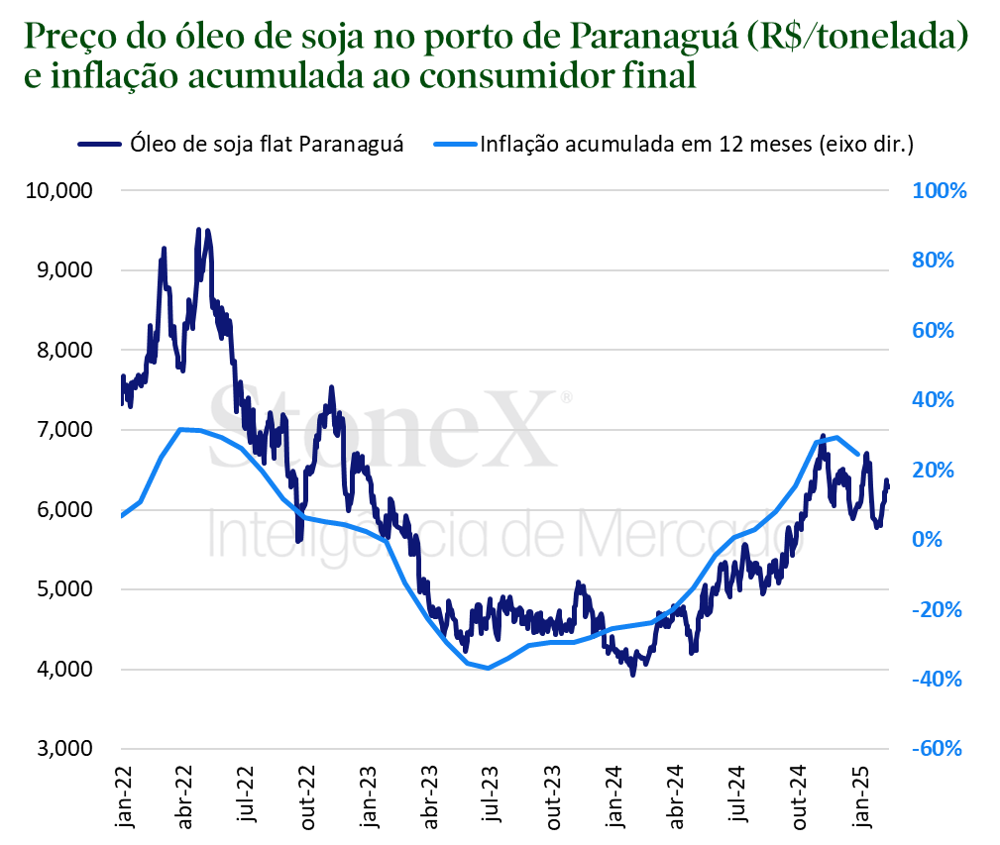 Preço do óleo de soja no porto de Paranaguá (R$/tonelada)
e inflação acumulada ao consumidor final
Óleo de soja flat Paranaguá
Inflação acumulada em 12 meses (eixo dir.)
10,000
9,000
8,000
7,000
6,000
5,000
4,000
3,000
100%
80%
60%
40%
20%
0%
-20%
-40%
-60%
StoneX®
Inteligência de Mercado
jan-22
abr-22
jul-22
out-22
jan-23
abr-23
jul-23
out-23
jan-24
abr-24
jul-24
out-24
jan-25